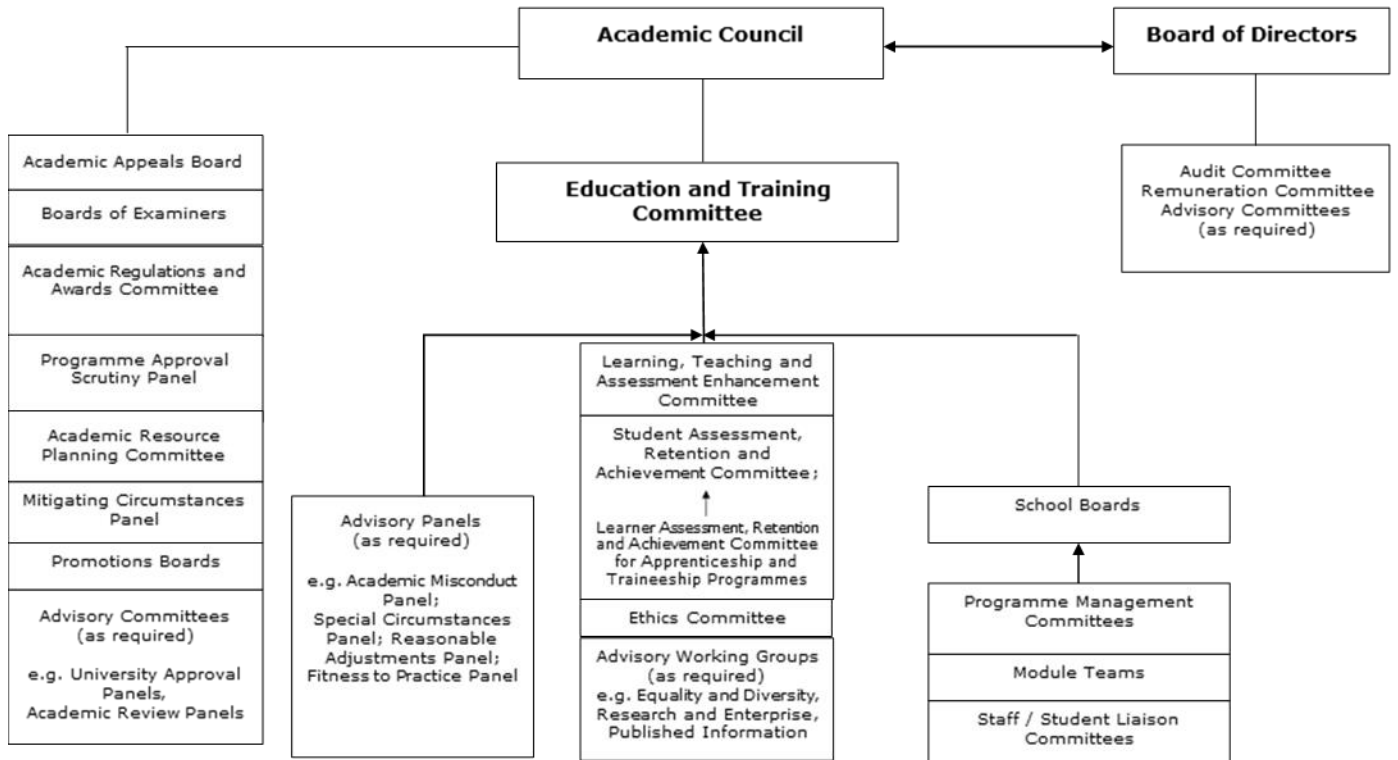 Academic Council
Board of Directors
Academic Appeals Board
Boards of Examiners
Academic Regulations and
Awards Committee
Programme Approval
Scrutiny Panel
Academic Resource
Planning Committee
Mitigating Circumstances
Panel
Promotions Boards
Advisory Committees
(as required)
e.g. University Approval
Panels,
Academic Review Panels
Education and Training
Committee
Audit Committee
Remuneration Committee
Advisory Committees
(as required)
Advisory Panels
(as required)
e.g. Academic Misconduct
Panel;
Special Circumstances
Panel; Reasonable
Adjustments Panel;
Fitness to Practice Panel
Learning, Teaching and
Assessment Enhancement
Committee
Student Assessment,
Retention and
Achievement Committee;
Learner Assessment, Retention
and Achievement Committee
for Apprenticeship and
Traineeship Programmes
Ethics Committee
Advisory Working Groups
(as required)
e.g. Equality and Diversity,
Research and Enterprise,
Published Information
School Boards
Programme Management
Committees
Module Teams
Staff / Student Liaison
Committees